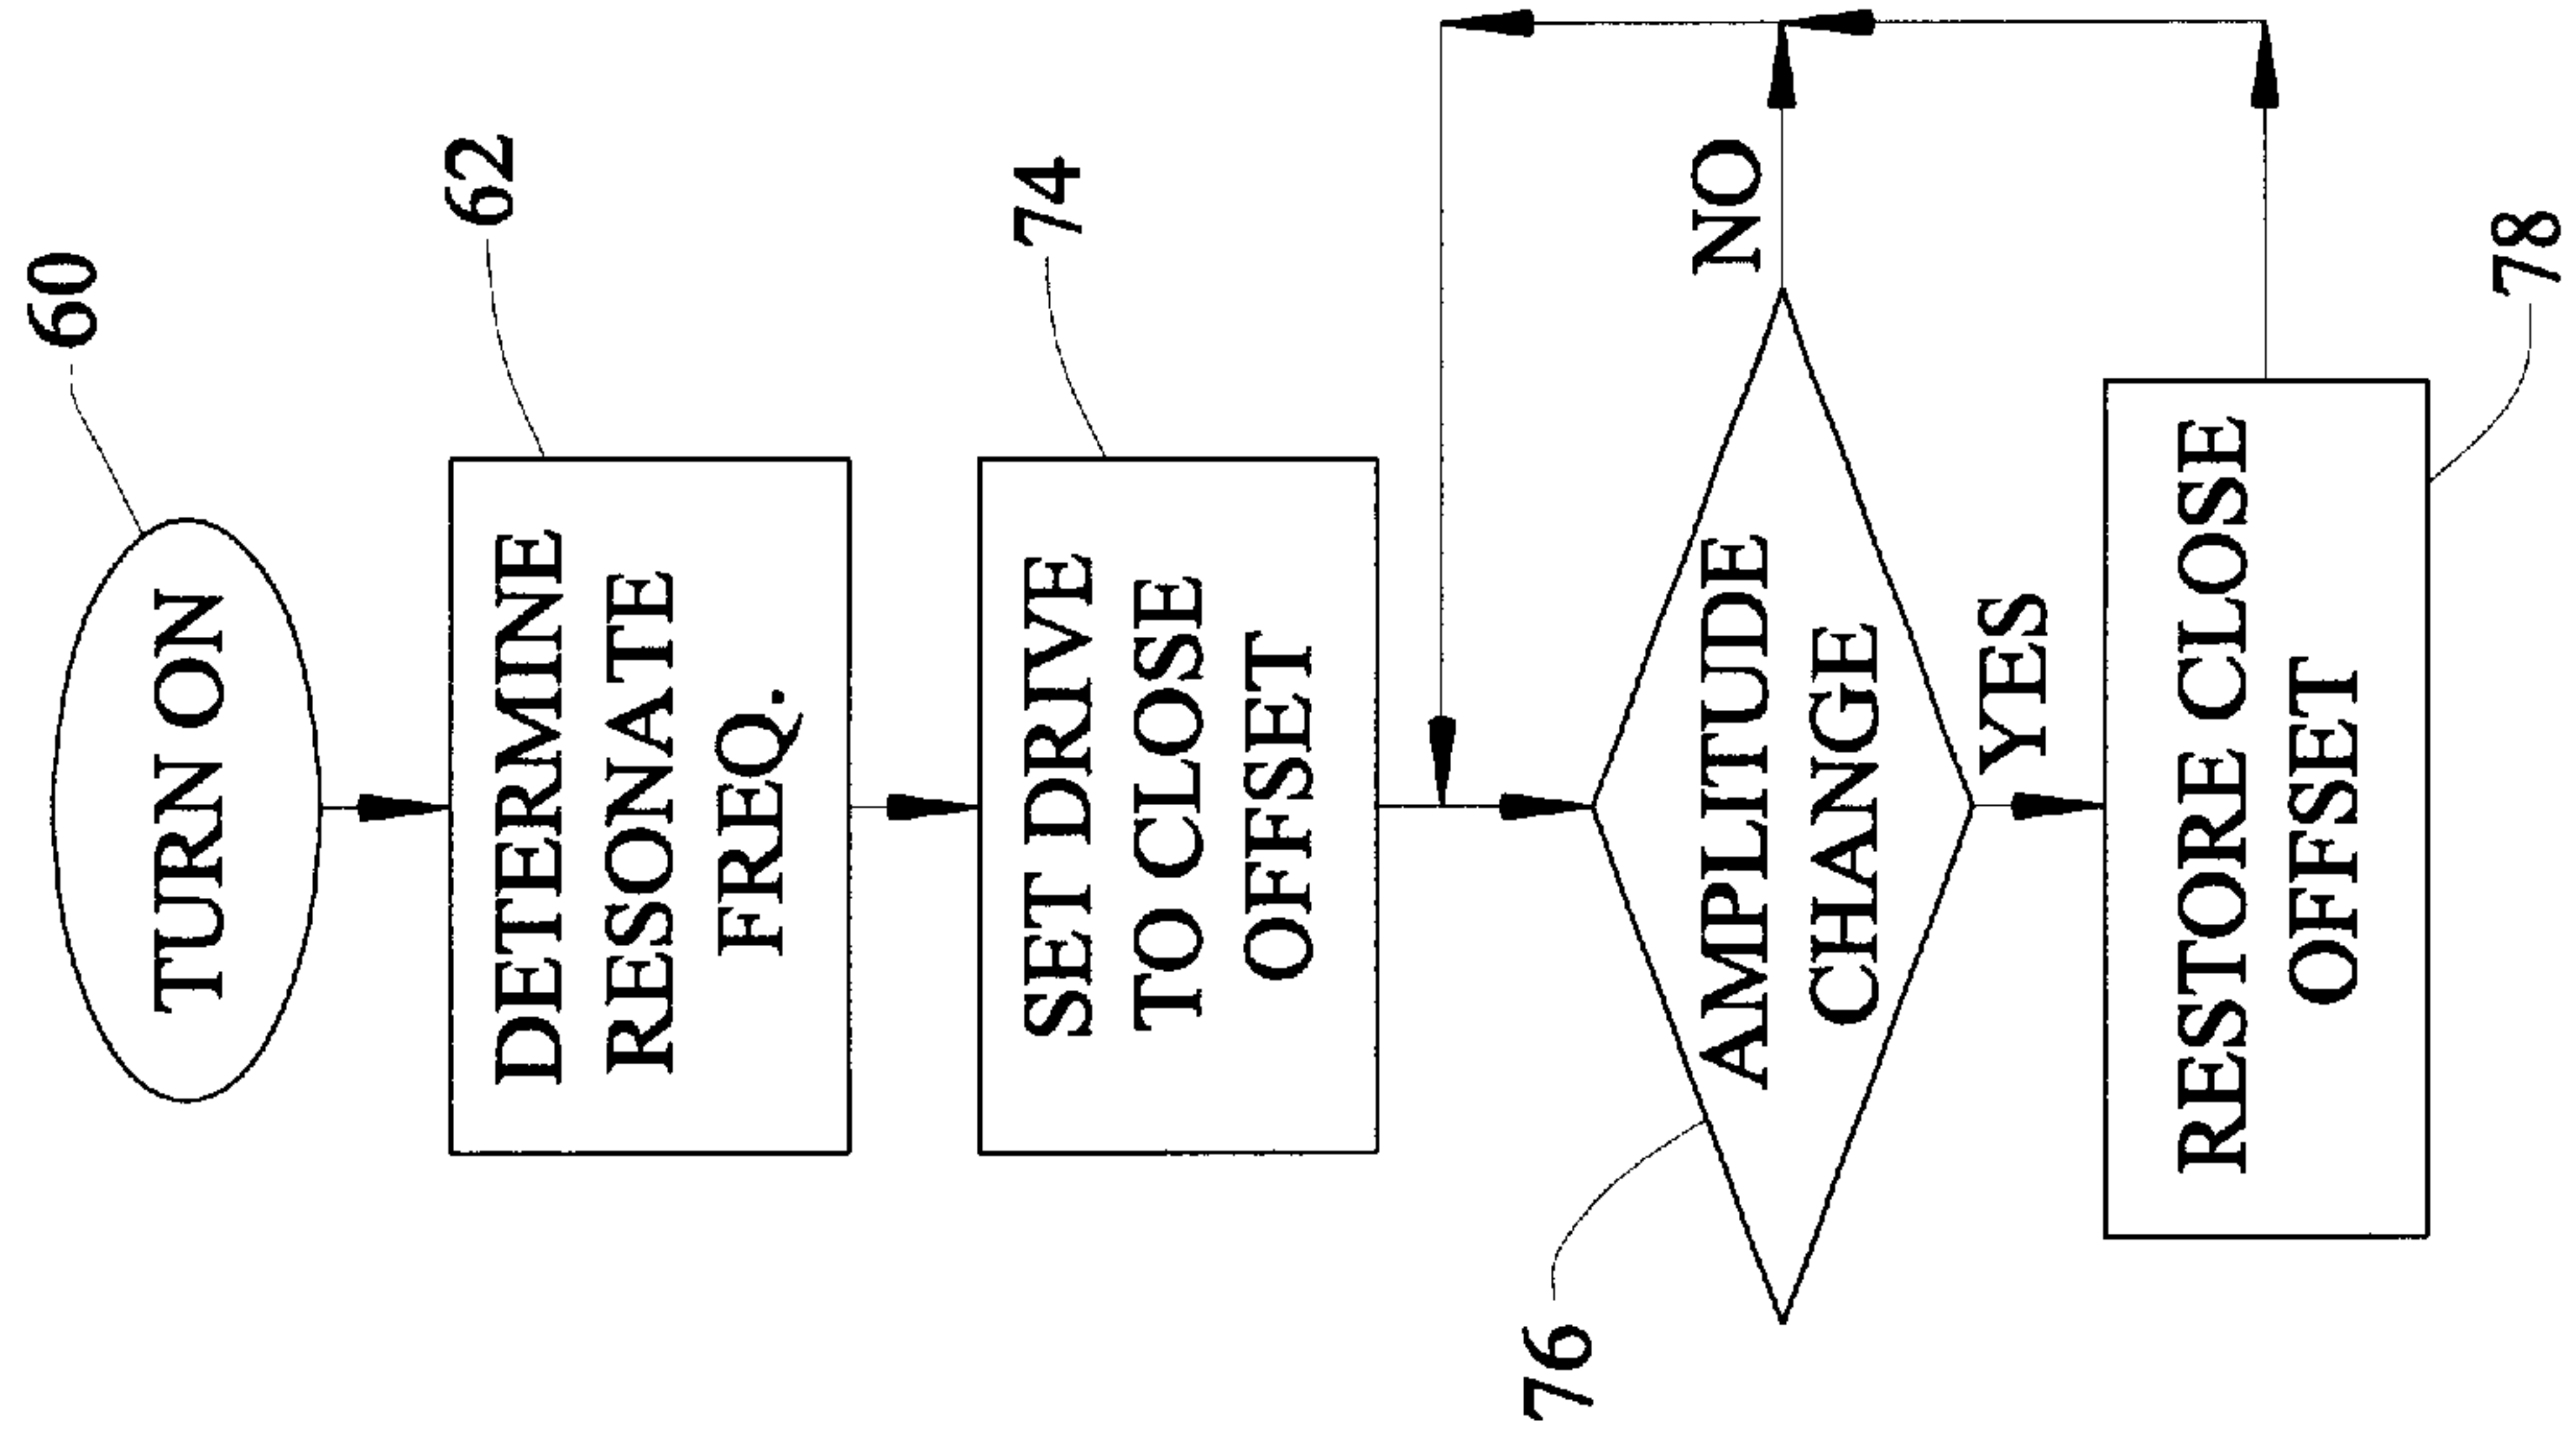 60
TURN ON
62
DETERMINE
RESONATE
FREQ.
74
SET DRIVE
TO CLOSE
OFFSET
76
AMPLITUDE
CHANGE
NO
YES
RESTORE CLOSE
OFFSET
78